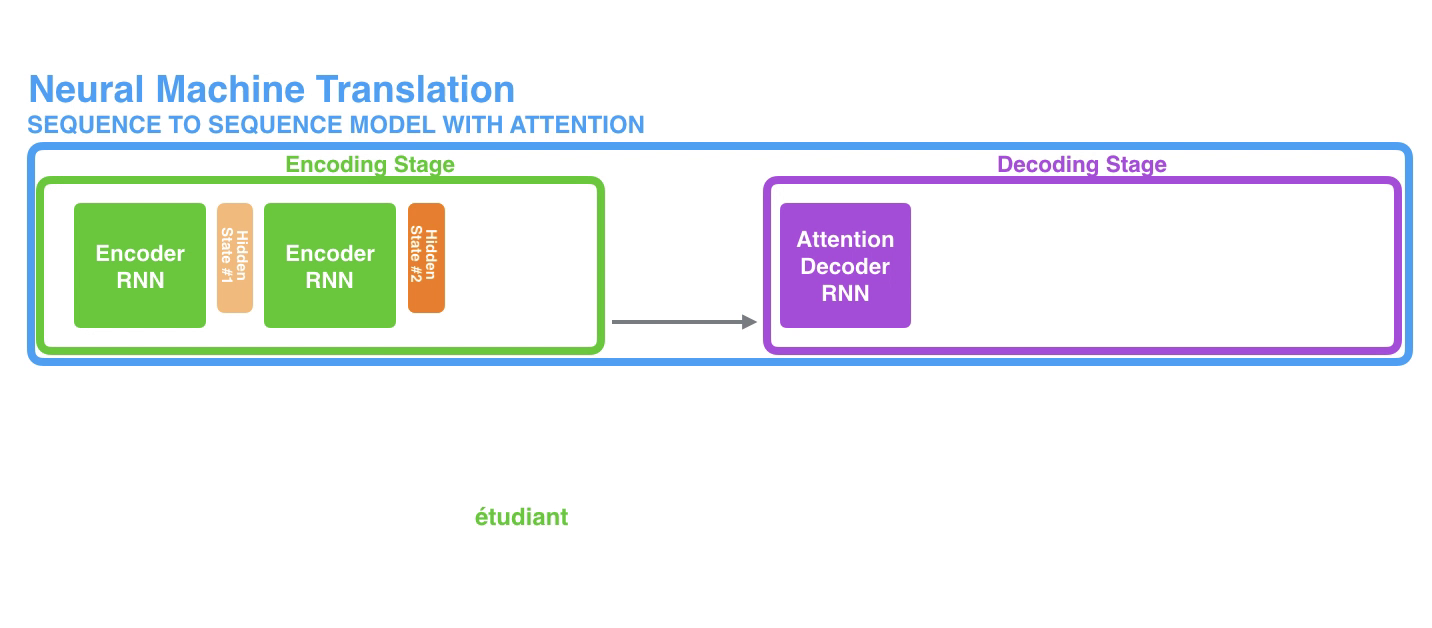 Neural Machine Translation
SEQUENCE TO SEQUENCE MODEL WITH ATTENTION
Encoding Stage
Decoding Stage
Encoder
RNN
Hidden
State #1
Encoder
RNN
Hidden
State #2
Attention
Decoder
RNN
étudiant